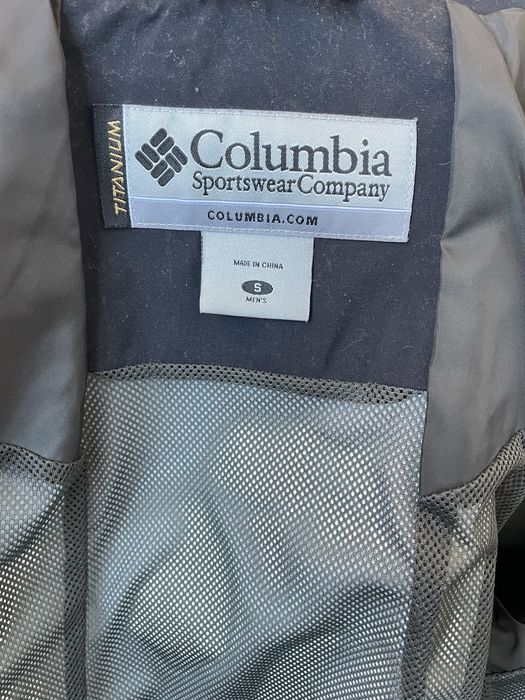 TITANIUM
Columbia
Sportswear Company
COLUMBIA.COM
MADE IN CHINA
S
MEN'S